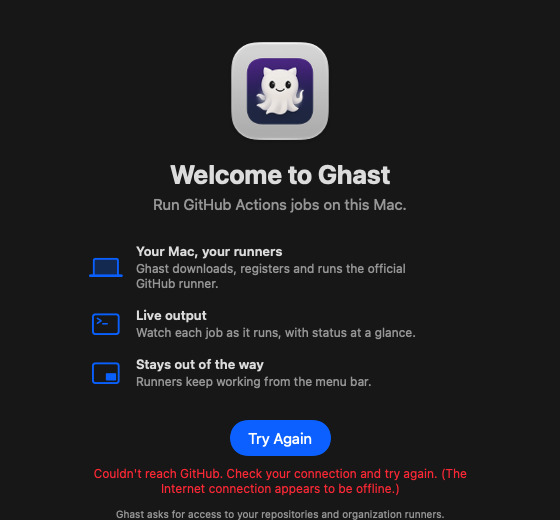 Welcome to Ghast
Run GitHub Actions jobs on this Mac.
Your Mac, your runners
Ghast downloads, registers and runs the official
GitHub runner.
Live output
Watch each job as it runs, with status at a glance.
Stays out of the way
Runners keep working from the menu bar.
Try Again
Couldn't reach GitHub. Check your connection and try again. (The
Internet connection appears to be offline.)
Ghast asks for access to your repositories and organization runners.